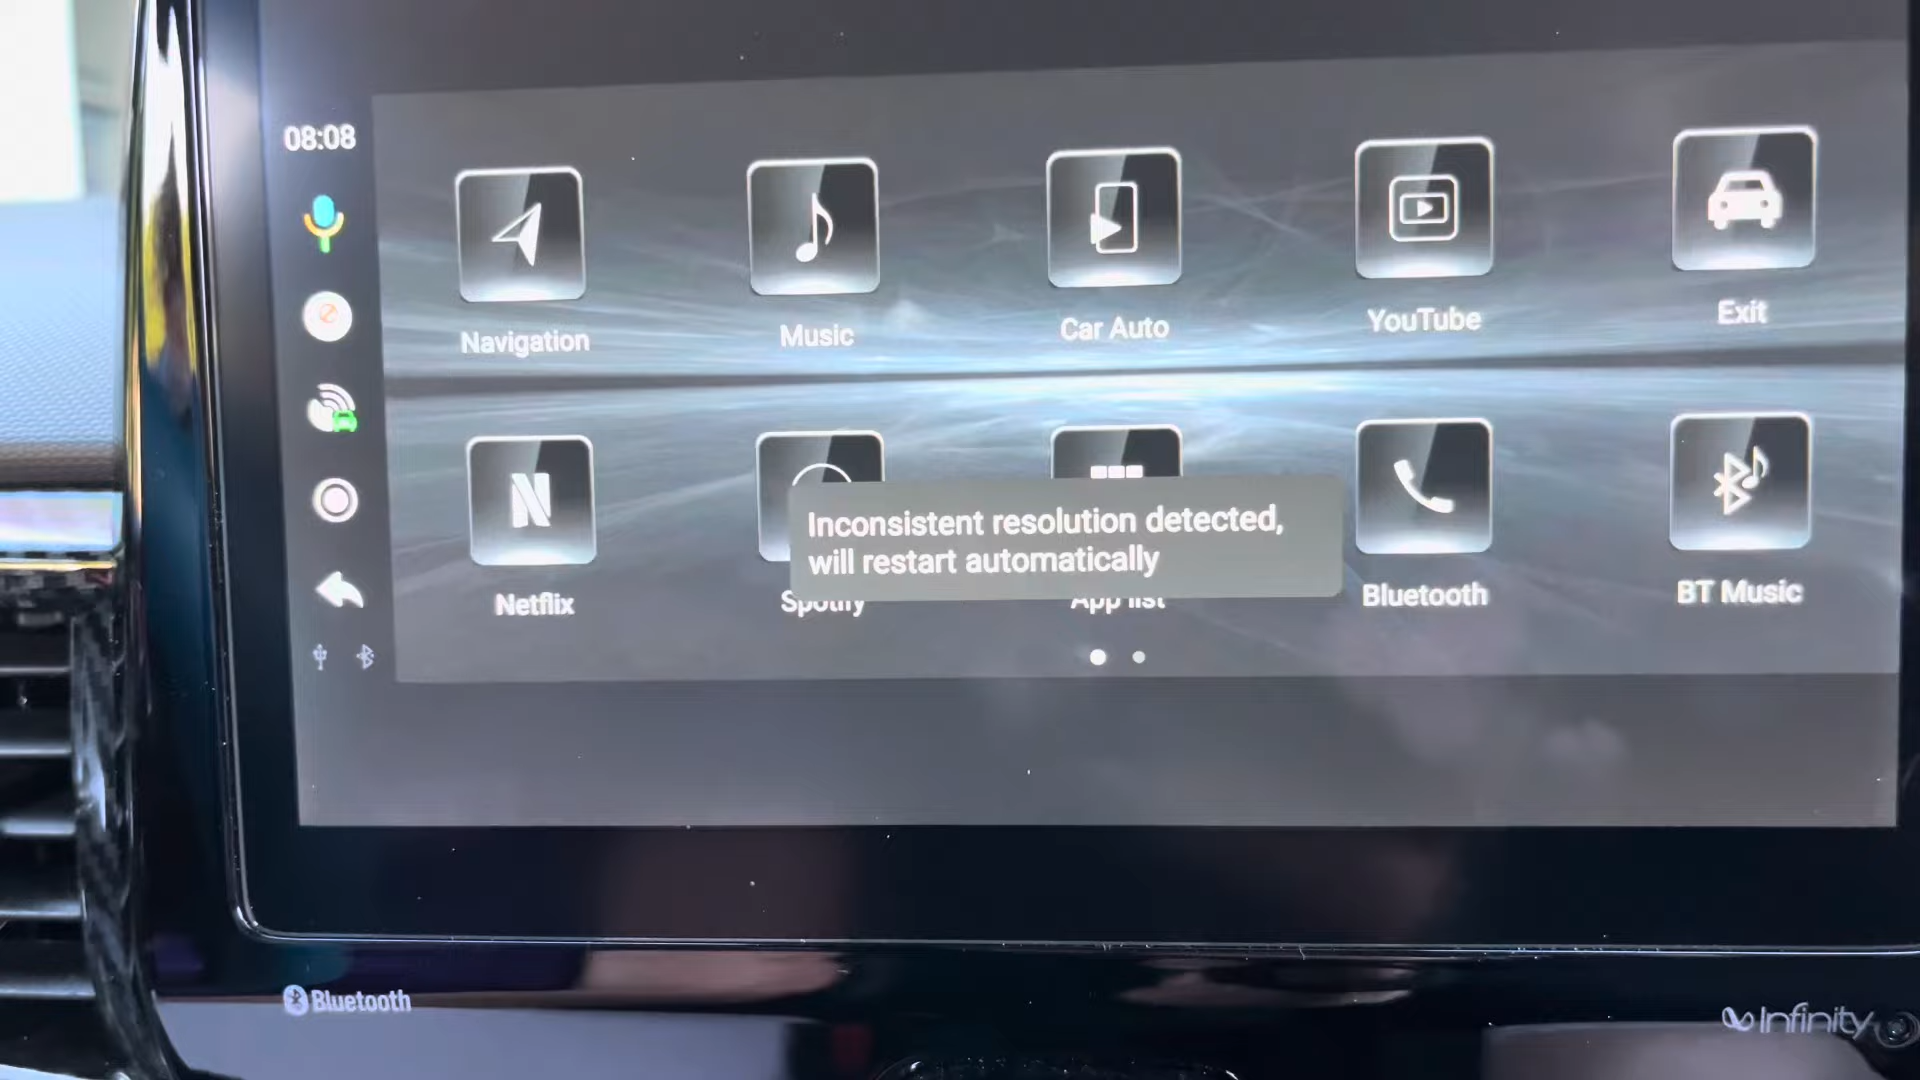 08:08
Navigation
Music
Car Auto
YouTube
Exit
Netflix
Spotify
App list
Bluetooth
BT Music
Inconsistent resolution detected,
will restart automatically
Bluetooth
Infinity